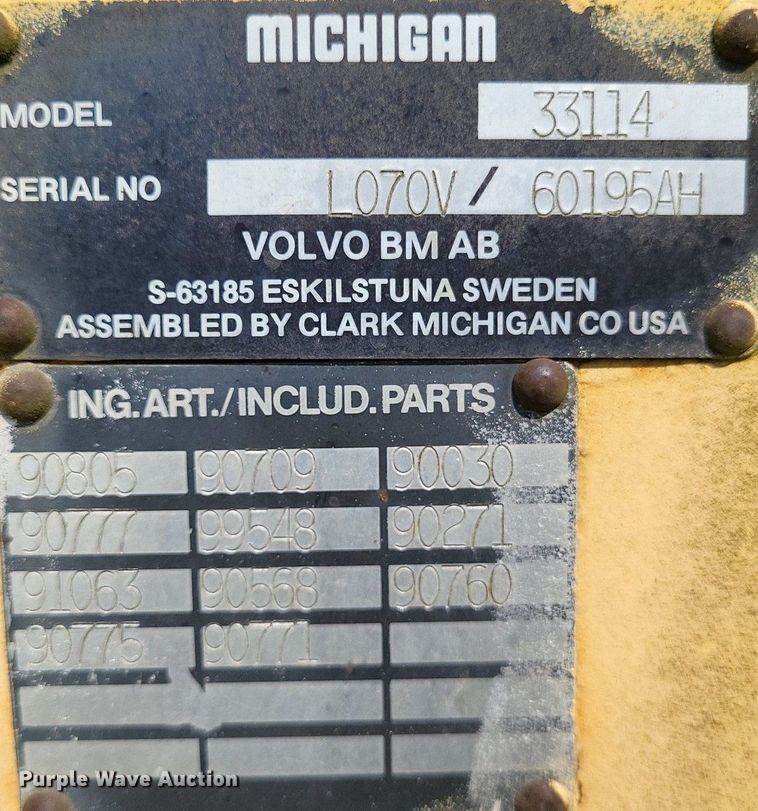 MICHIGAN
MODEL 33114
SERIAL NO L070V / 60195AH
VOLVO BM AB
S-63185 ESKILSTUNA SWEDEN
ASSEMBLED BY CLARK MICHIGAN CO USA
ING.ART./INCLUD.PARTS
90805 90709 90030
90777 99548 90271
91063 90568 90760
90775 90771
Purple Wave Auction